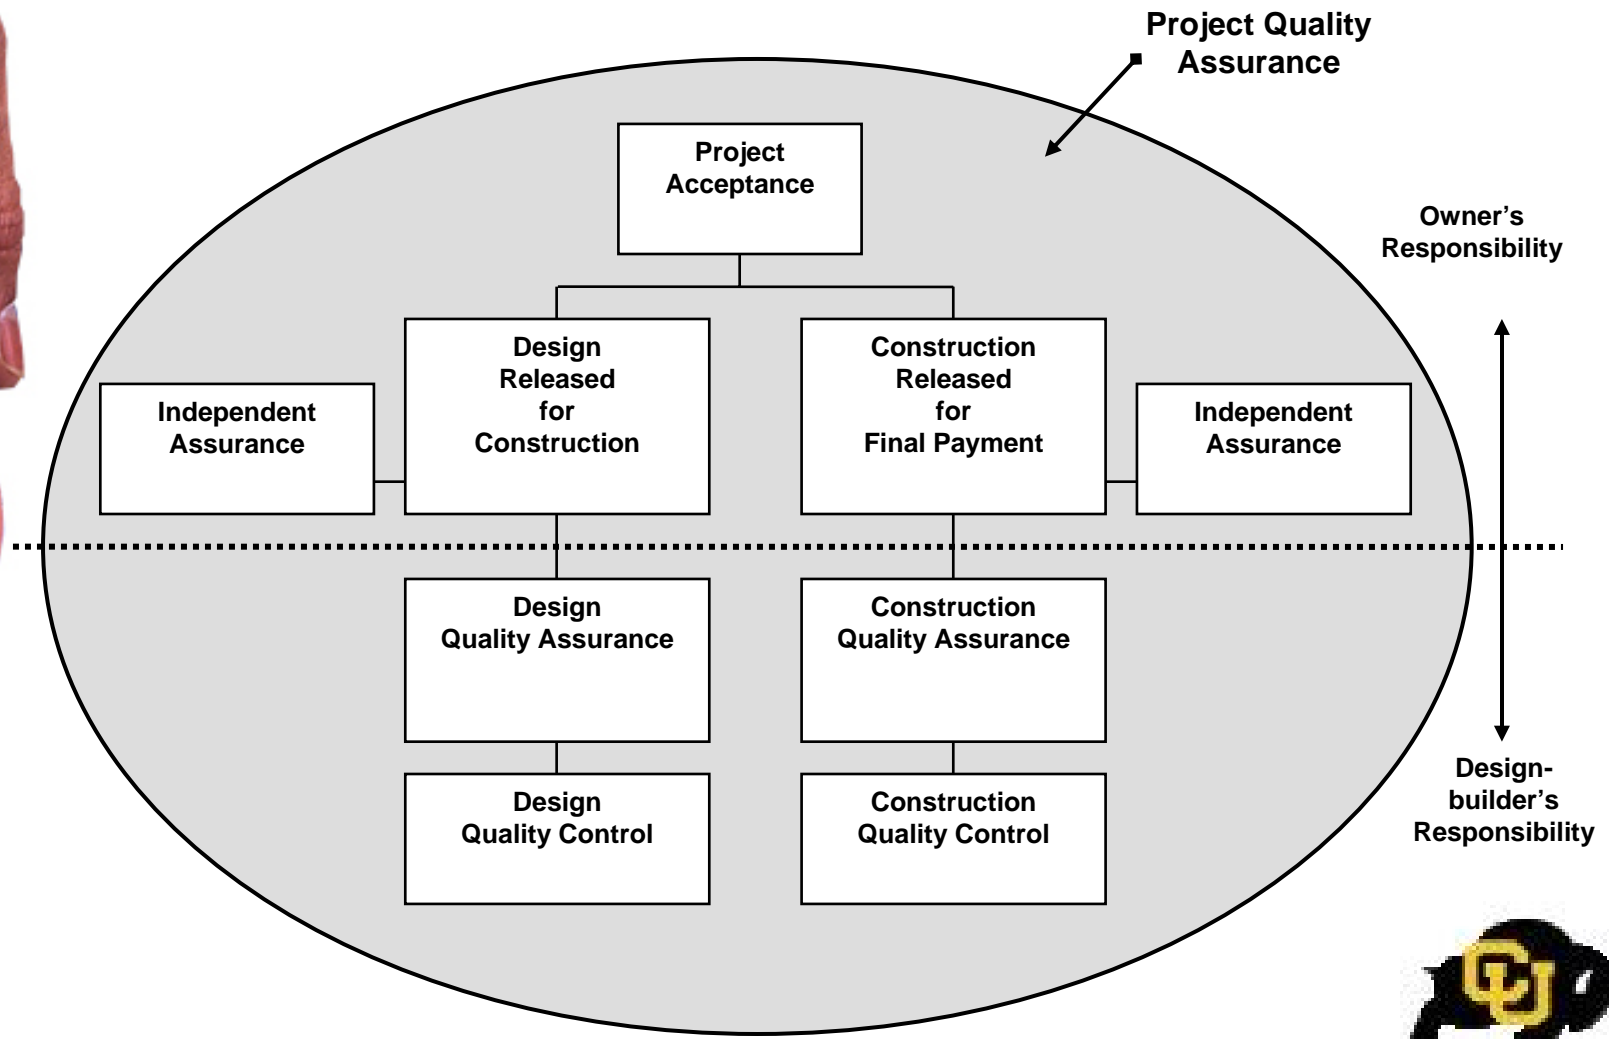 Project Quality
Assurance
Project
Acceptance
Owner’s
Responsibility
Design
Released
for
Construction
Construction
Released
for
Final Payment
Independent
Assurance
Independent
Assurance
Design
Quality Assurance
Construction
Quality Assurance
Design-
builder’s
Responsibility
Design
Quality Control
Construction
Quality Control
CU